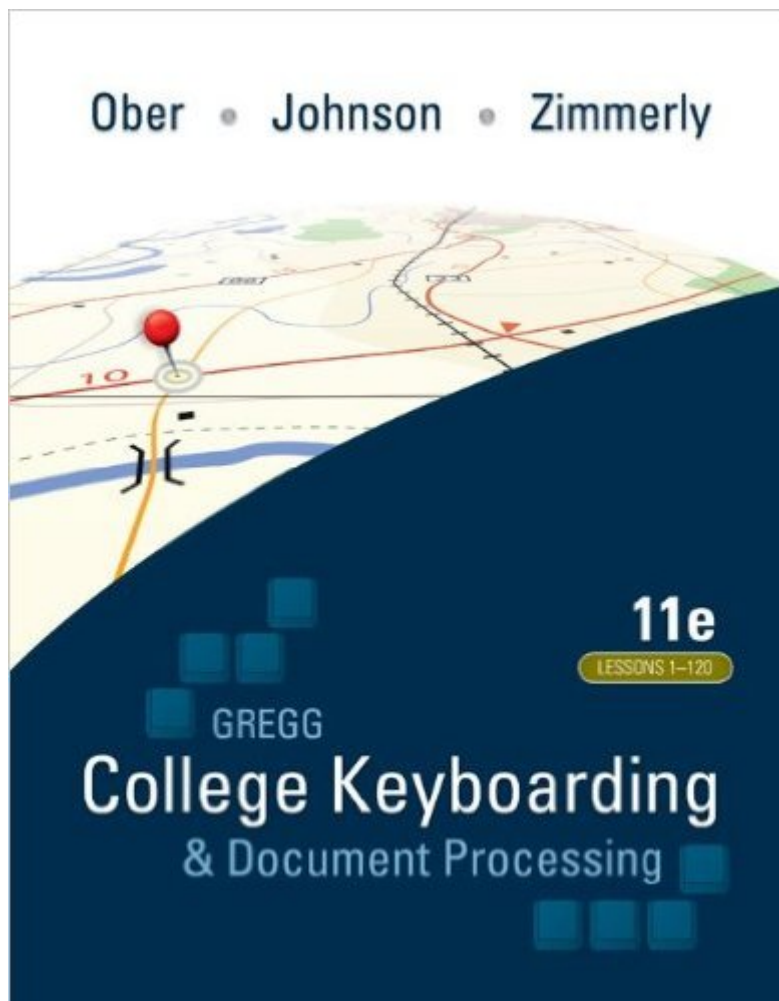 Ober • Johnson • Zimmerly
10
11e
LESSONS 1–120
GREGG
College Keyboarding
& Document Processing